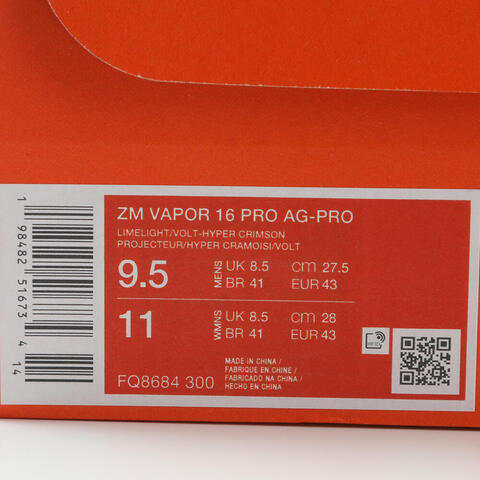 ZM VAPOR 16 PRO AG-PRO
LIMELIGHT/VOLT-HYPER CRIMSON
PROJECTEUR/HYPER CRAMOISI/VOLT
9.5 MENS UK 8.5 CM 27.5
BR 41 EUR 43
11 WMNS UK 8.5 CM 28
BR 41 EUR 43
MADE IN CHINA /
FABRIQUE EN CHINE /
FABRICADO NA CHINA /
HECHO EN CHINA
FQ8684 300
1 98482 51673 4 14